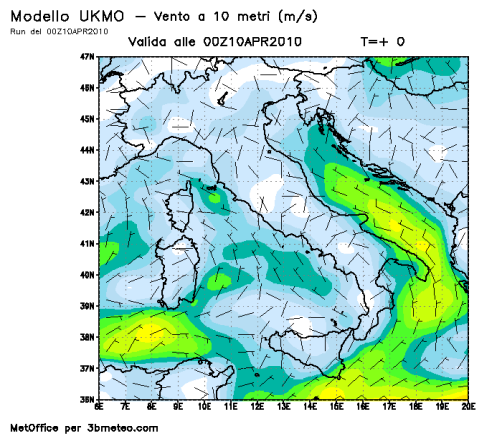 Modello UKMO - Vento a 10 metri (m/s)
Run del 00Z10APR2010
Valida alle 00Z10APR2010 T=+ 0
47N
46N
45N
44N
43N
42N
41N
40N
39N
38N
37N
36N
6E 7E 8E 9E 10E 11E 12E 13E 14E 15E 16E 17E 18E 19E 20E
MetOffice per 3bmeteo.com